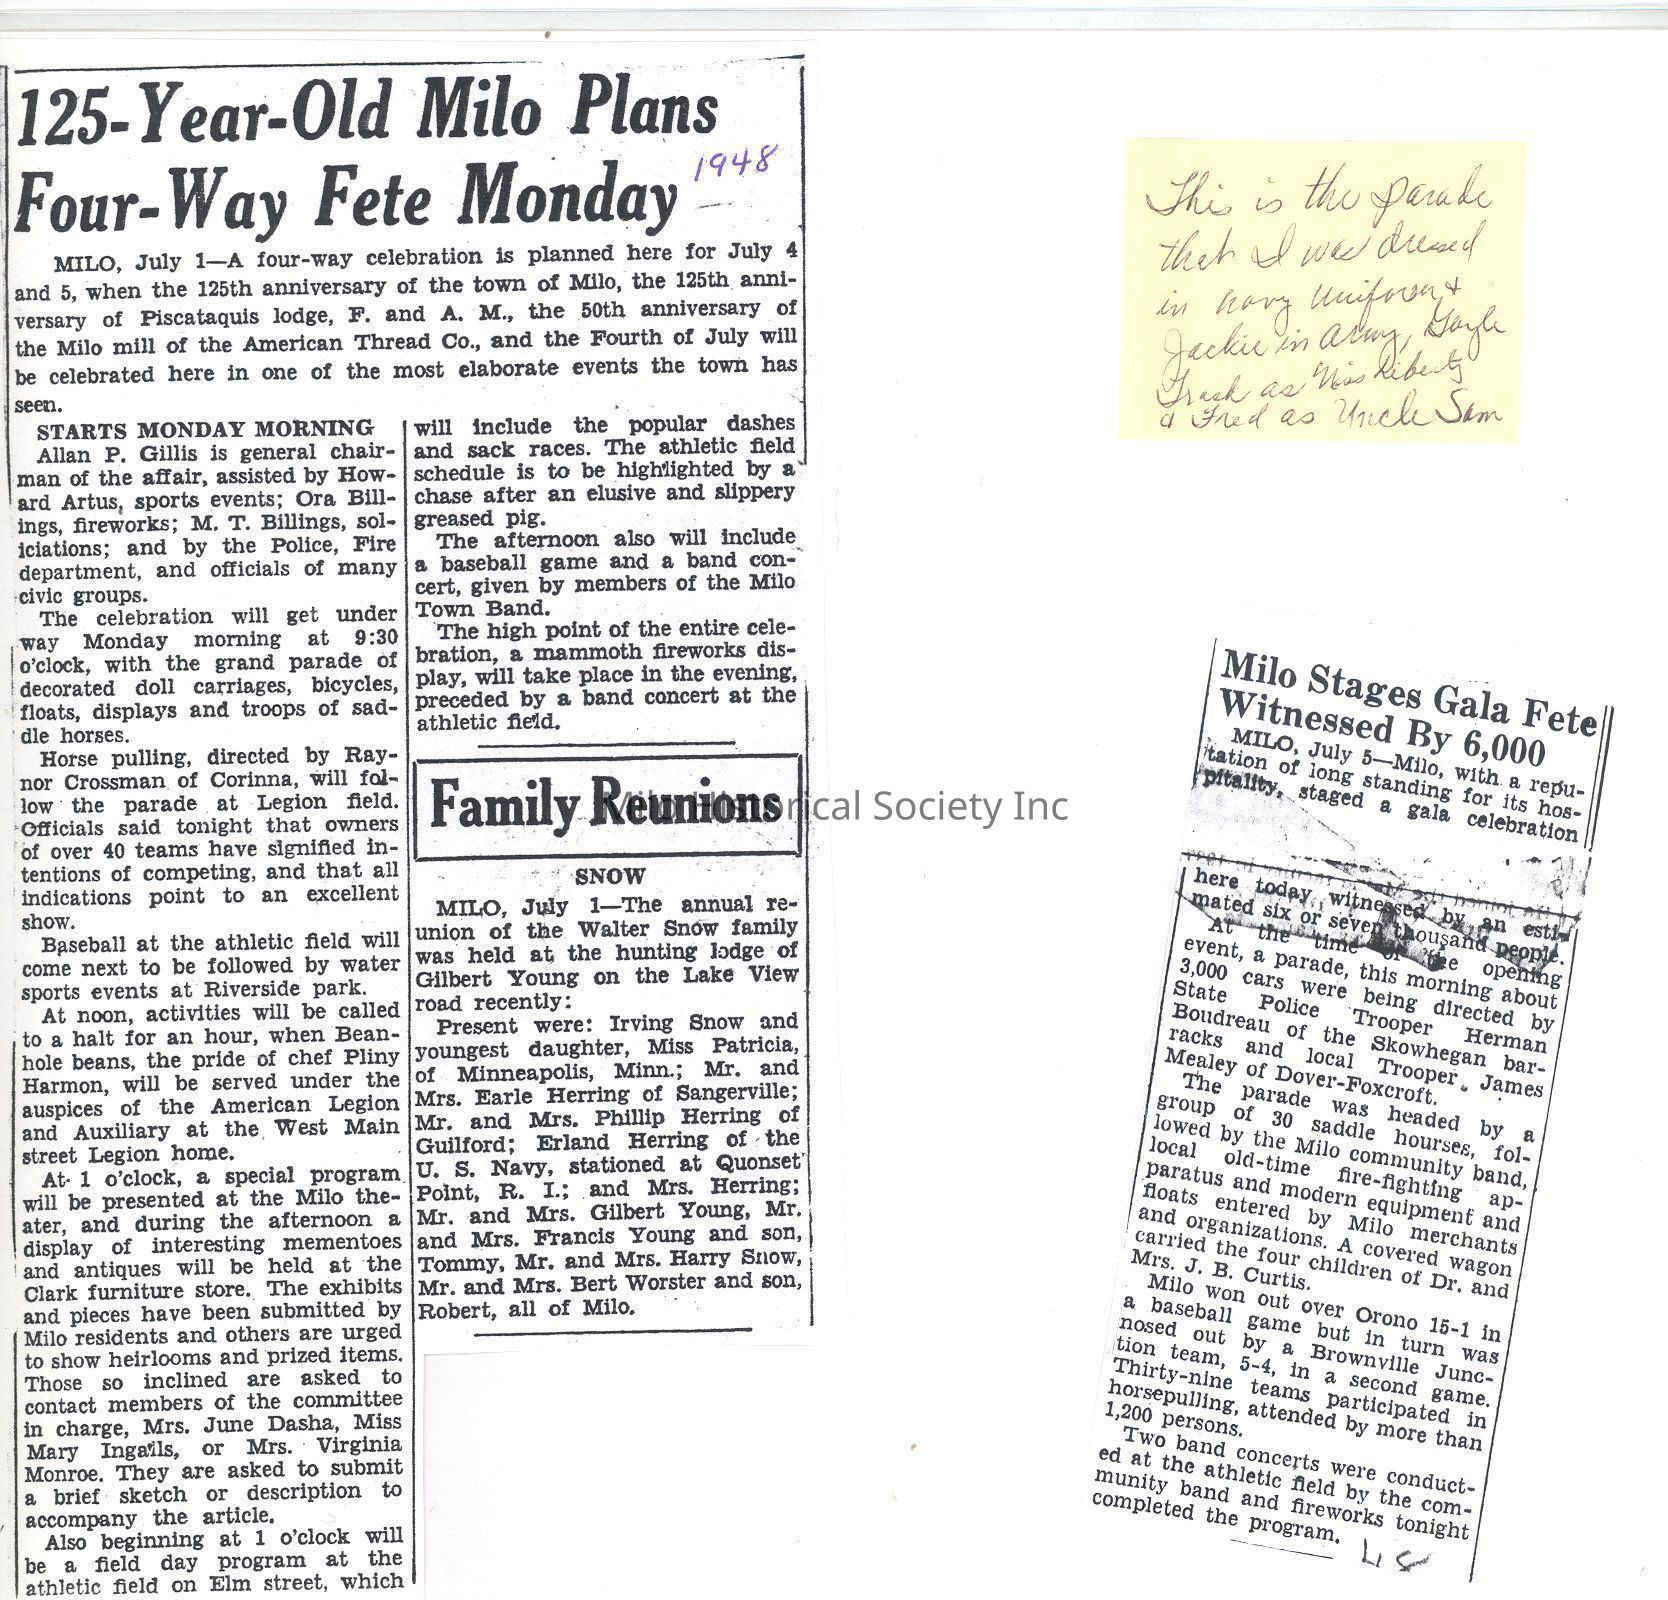 125-Year-Old Milo Plans
Four-Way Fete Monday
1948
MILO, July 1—A four-way celebration is planned here for July 4
and 5, when the 125th anniversary of the town of Milo, the 125th anni-
versary of Piscataquis lodge, F. and A. M., the 50th anniversary of
the Milo mill of the American Thread Co., and the Fourth of July will
be celebrated here in one of the most elaborate events the town has
seen.
STARTS MONDAY MORNING
Allan P. Gillis is general chair-
man of the affair, assisted by How-
ard Artus, sports events; Ora Bill-
ings, fireworks; M. T. Billings, sol-
iciations; and by the Police, Fire
department, and officials of many
civic groups.
The celebration will get under
way Monday morning at 9:30
o'clock, with the grand parade of
decorated doll carriages, bicycles,
floats, displays and troops of sad-
dle horses.
Horse pulling, directed by Ray-
nor Crossman of Corinna, will fol-
low the parade at Legion field.
Officials said tonight that owners
of over 40 teams have signified in-
tentions of competing, and that all
indications point to an excellent
show.
Baseball at the athletic field will
come next to be followed by water
sports events at Riverside park.
At noon, activities will be called
to a halt for an hour, when Bean-
hole beans, the pride of chef Pliny
Harmon, will be served under the
auspices of the American Legion
and Auxiliary at the West Main
street Legion home.
At 1 o'clock, a special program
will be presented at the Milo the-
ater, and during the afternoon a
display of interesting mementoes
and antiques will be held at the
Clark furniture store. The exhibits
and pieces have been submitted by
Milo residents and others are urged
to show heirlooms and prized items.
Those so inclined are asked to
contact members of the committee
in charge, Mrs. June Dasha, Miss
Mary Ingalls, or Mrs. Virginia
Monroe. They are asked to submit
a brief sketch or description to
accompany the article.
Also beginning at 1 o'clock will
be a field day program at the
athletic field on Elm street, which
will include the popular dashes
and sack races. The athletic field
schedule is to be highlighted by a
chase after an elusive and slippery
greased pig.
The afternoon also will include
a baseball game and a band con-
cert, given by members of the Milo
Town Band.
The high point of the entire cele-
bration, a mammoth fireworks dis-
play, will take place in the evening,
preceded by a band concert at the
athletic field.
Family Reunions
SNOW
MILO, July 1—The annual re-
union of the Walter Snow family
was held at the hunting lodge of
Gilbert Young on the Lake View
road recently:
Present were: Irving Snow and
youngest daughter, Miss Patricia,
of Minneapolis, Minn.; Mr. and
Mrs. Earle Herring of Sangerville;
Mr. and Mrs. Phillip Herring of
Guilford; Erland Herring of the
U. S. Navy, stationed at Quonset
Point, R. I.; and Mrs. Herring;
Mr. and Mrs. Gilbert Young, Mr.
and Mrs. Francis Young and son,
Tommy, Mr. and Mrs. Harry Snow,
Mr. and Mrs. Bert Worster and son,
Robert, all of Milo.
Milo Historical Society Inc
This is the parade
that I was dressed
in navy uniform &
Jackie in army, Gayle
Trask as Miss Liberty
& Fred as Uncle Sam
Milo Stages Gala Fete
Witnessed By 6,000
MILO, July 5—Milo, with a repu-
tation of long standing for its hos-
pitality, staged a gala celebration
here today witnessed by an esti-
mated six or seven thousand people.
At the time of the opening
event, a parade, this morning about
3,000 cars were being directed by
State Police Trooper Herman
Boudreau of the Skowhegan bar-
racks and local Trooper James
Mealey of Dover-Foxcroft.
The parade was headed by a
group of 30 saddle hourses, fol-
lowed by the Milo community band,
local old-time fire-fighting ap-
paratus and modern equipment and
floats entered by Milo merchants
and organizations. A covered wagon
carried the four children of Dr. and
Mrs. J. B. Curtis.
Milo won out over Orono 15-1 in
a baseball game but in turn was
nosed out by a Brownville Junc-
tion team, 5-4, in a second game.
Thirty-nine teams participated in
horsepulling, attended by more than
1,200 persons.
Two band concerts were conduct-
ed at the athletic field by the com-
munity band and fireworks tonight
completed the program.
48